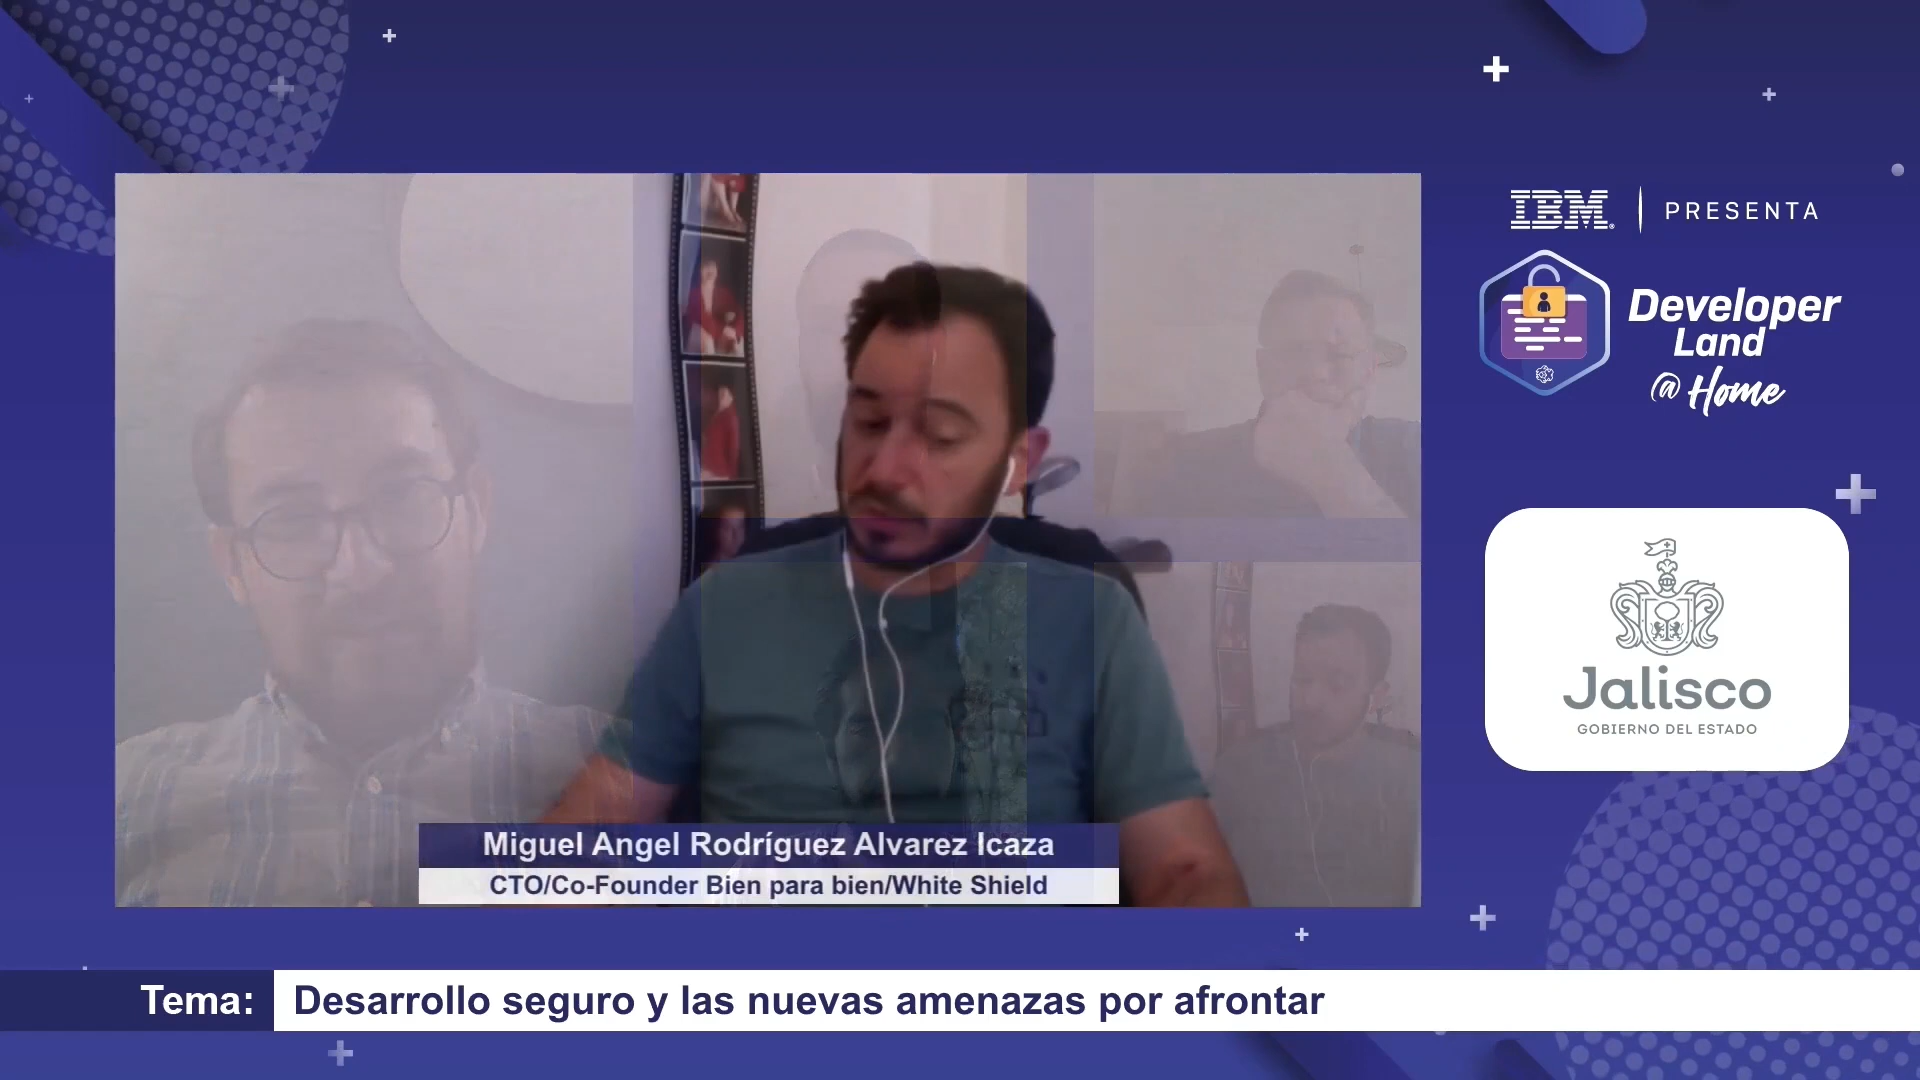 IBM | PRESENTA
Developer
Land
@ Home
Jalisco
GOBIERNO DEL ESTADO
Miguel Angel Rodríguez Alvarez Icaza
CTO/Co-Founder Bien para bien/White Shield
Tema: Desarrollo seguro y las nuevas amenazas por afrontar